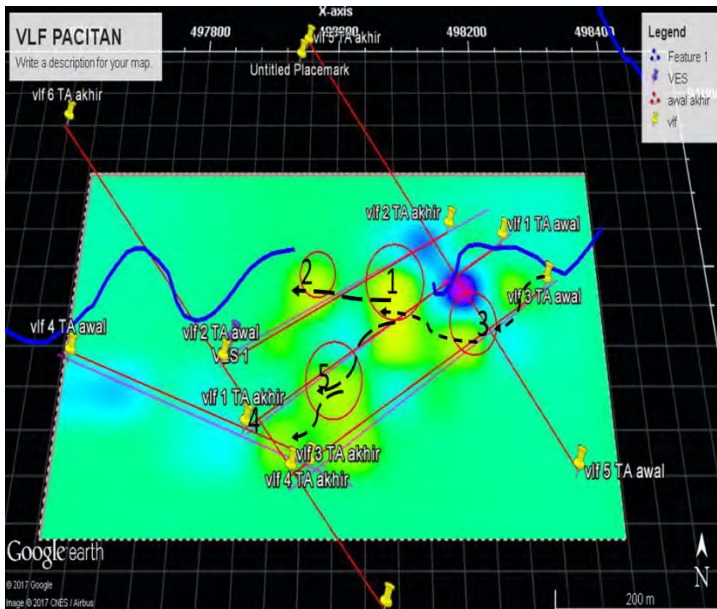 X-axis
497800
498200
498400
VLF PACITAN
Write a description for your map.
vlf 5 TA akhir
Untitled Placemark
Legend
Feature 1
VES
awal akhir
vlf
vlf 6 TA akhir
vlf 2 TA akhir
vlf 1 TA awal
2
1
vlf 3 TA awal
3
vlf 4 TA awal
vlf 2 TA awal
VES 1
5
vlf 1 TA akhir
4
vlf 3 TA akhir
vlf 4 TA akhir
vlf 5 TA awal
Google earth
© 2017 Google
Image © 2017 CNES / Airbus
200 m
N